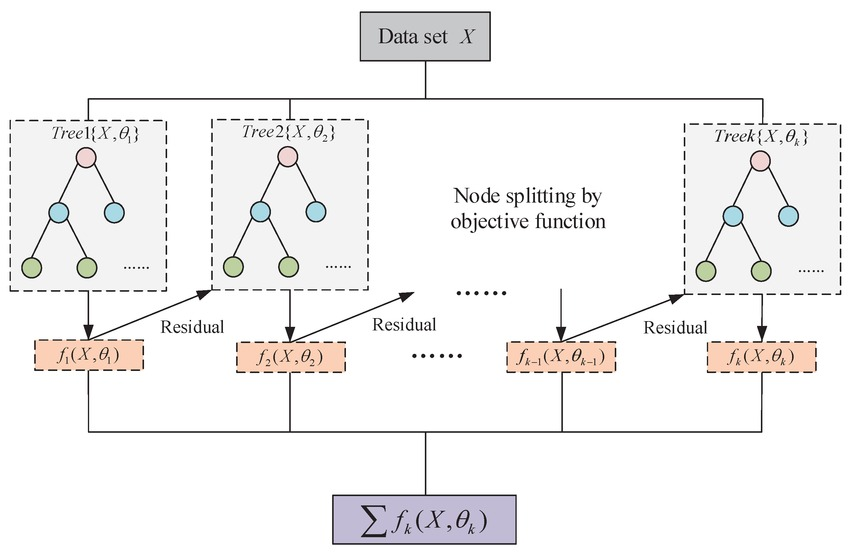 Data set X
Tree1{X,θ₁}
Tree2{X,θ₂}
Treek{X,θₖ}
Node splitting by
objective function
......
......
......
......
Residual
Residual
Residual
f₁(X,θ₁)
f₂(X,θ₂)
......
fₖ₋₁(X,θₖ₋₁)
fₖ(X,θₖ)
∑ fₖ(X,θₖ)